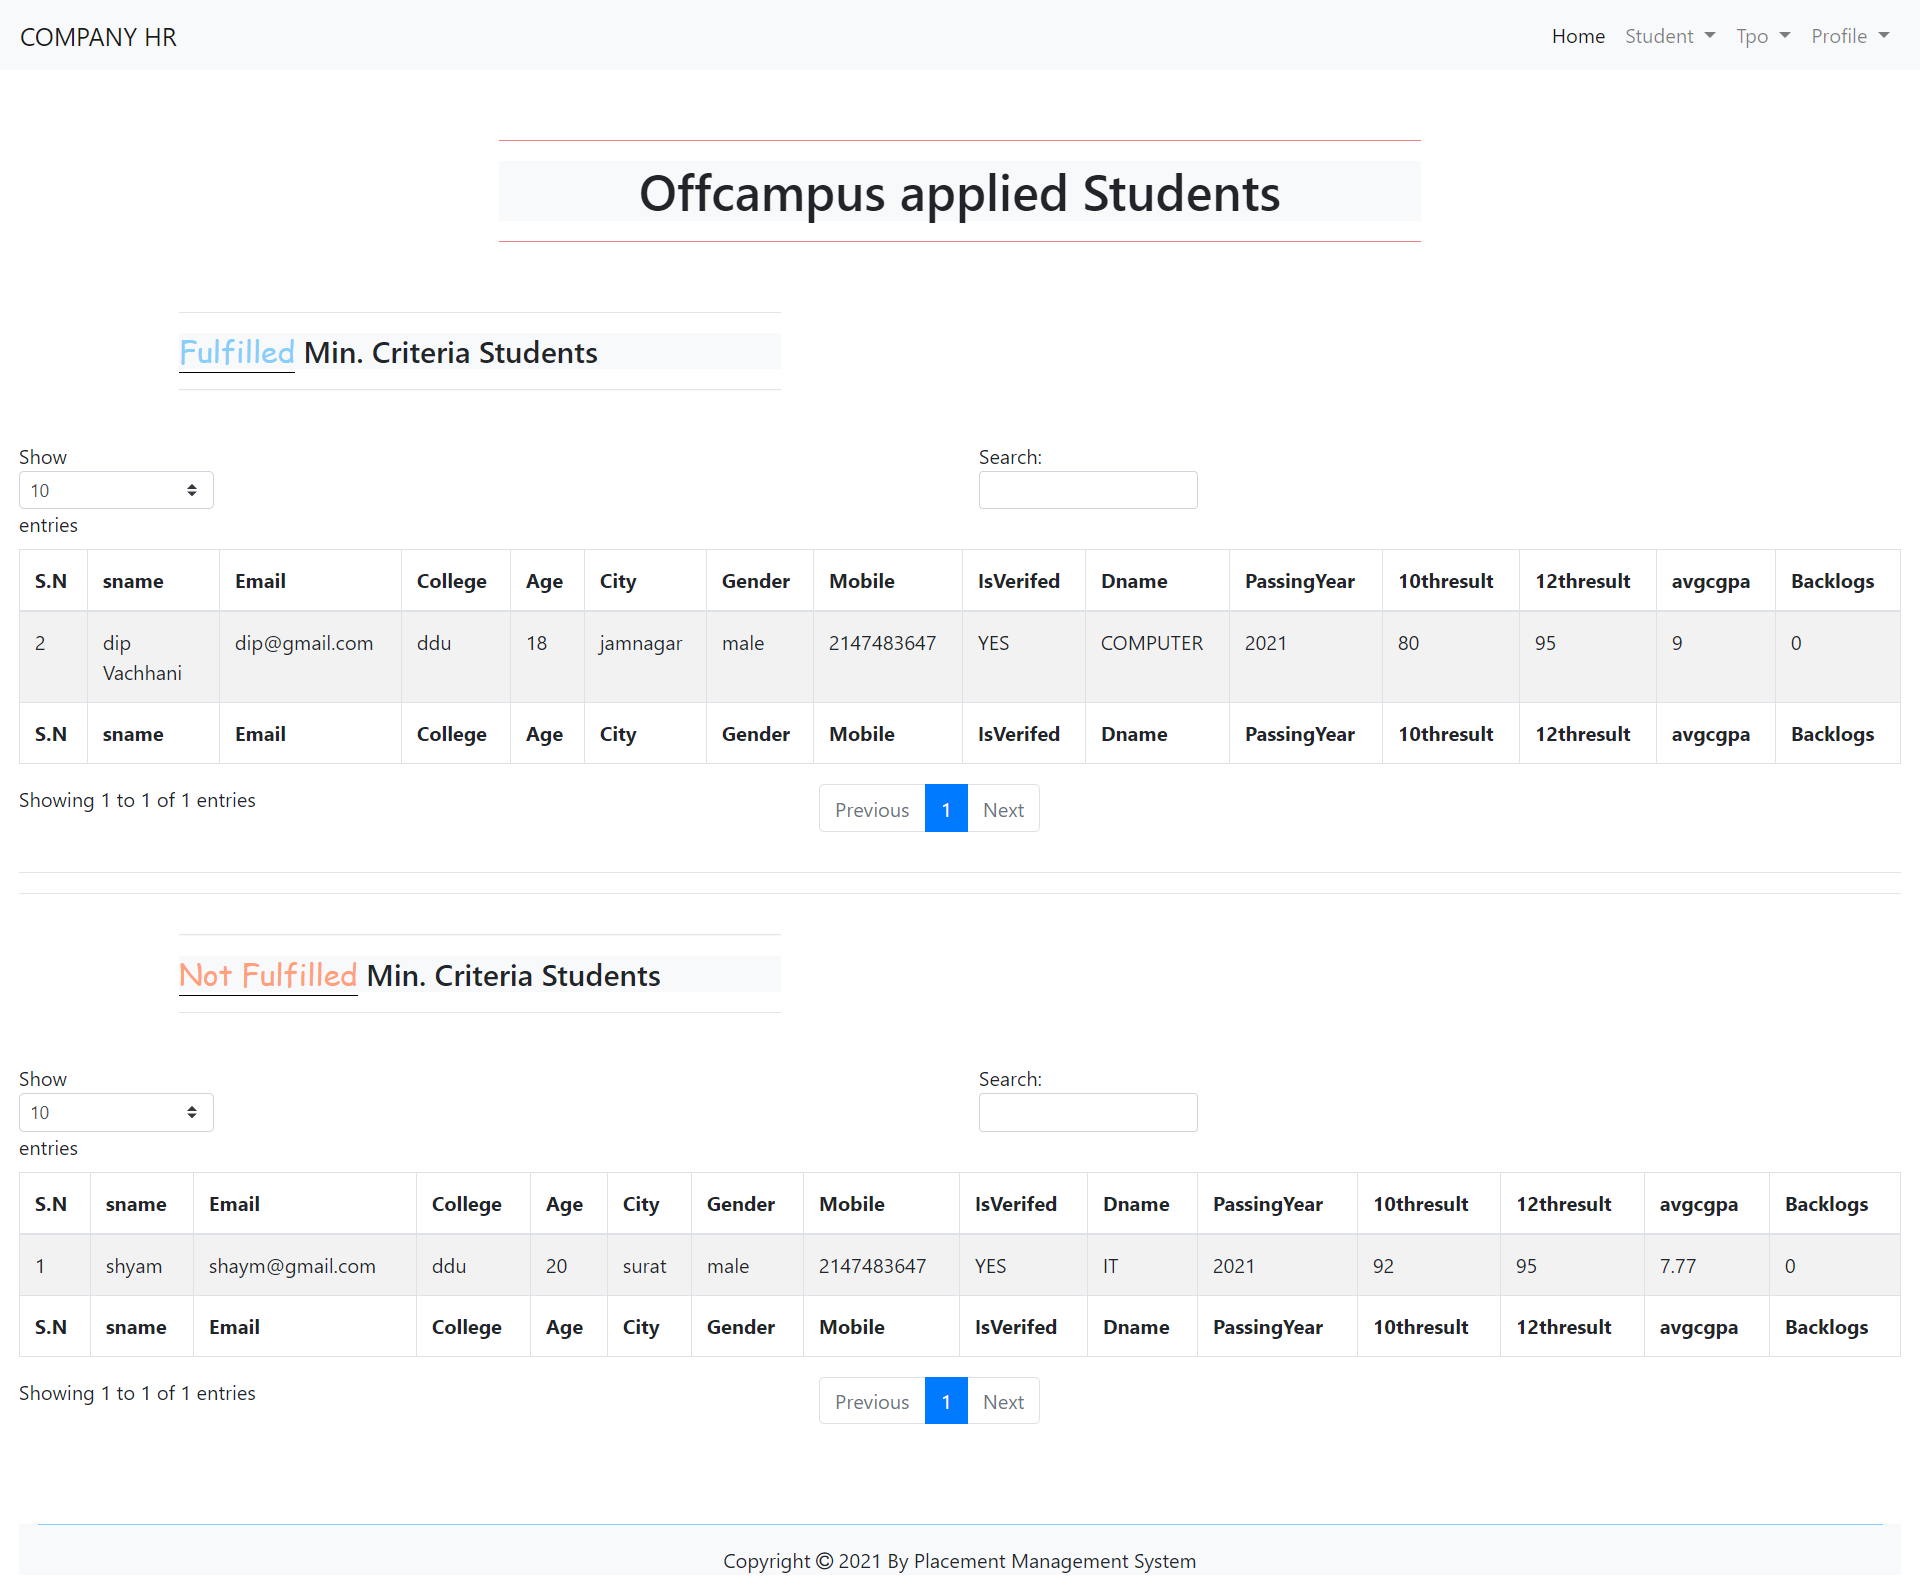 COMPANY HR
Home Student Tpo Profile
Offcampus applied Students
Fulfilled Min. Criteria Students
Show
10
entries
Search:
S.N sname Email College Age City Gender Mobile IsVerifed Dname PassingYear 10thresult 12thresult avgcgpa Backlogs
2 dip Vachhani dip@gmail.com ddu 18 jamnagar male 2147483647 YES COMPUTER 2021 80 95 9 0
S.N sname Email College Age City Gender Mobile IsVerifed Dname PassingYear 10thresult 12thresult avgcgpa Backlogs
Showing 1 to 1 of 1 entries
Previous 1 Next
Not Fulfilled Min. Criteria Students
Show
10
entries
Search:
S.N sname Email College Age City Gender Mobile IsVerifed Dname PassingYear 10thresult 12thresult avgcgpa Backlogs
1 shyam shaym@gmail.com ddu 20 surat male 2147483647 YES IT 2021 92 95 7.77 0
S.N sname Email College Age City Gender Mobile IsVerifed Dname PassingYear 10thresult 12thresult avgcgpa Backlogs
Showing 1 to 1 of 1 entries
Previous 1 Next
Copyright © 2021 By Placement Management System